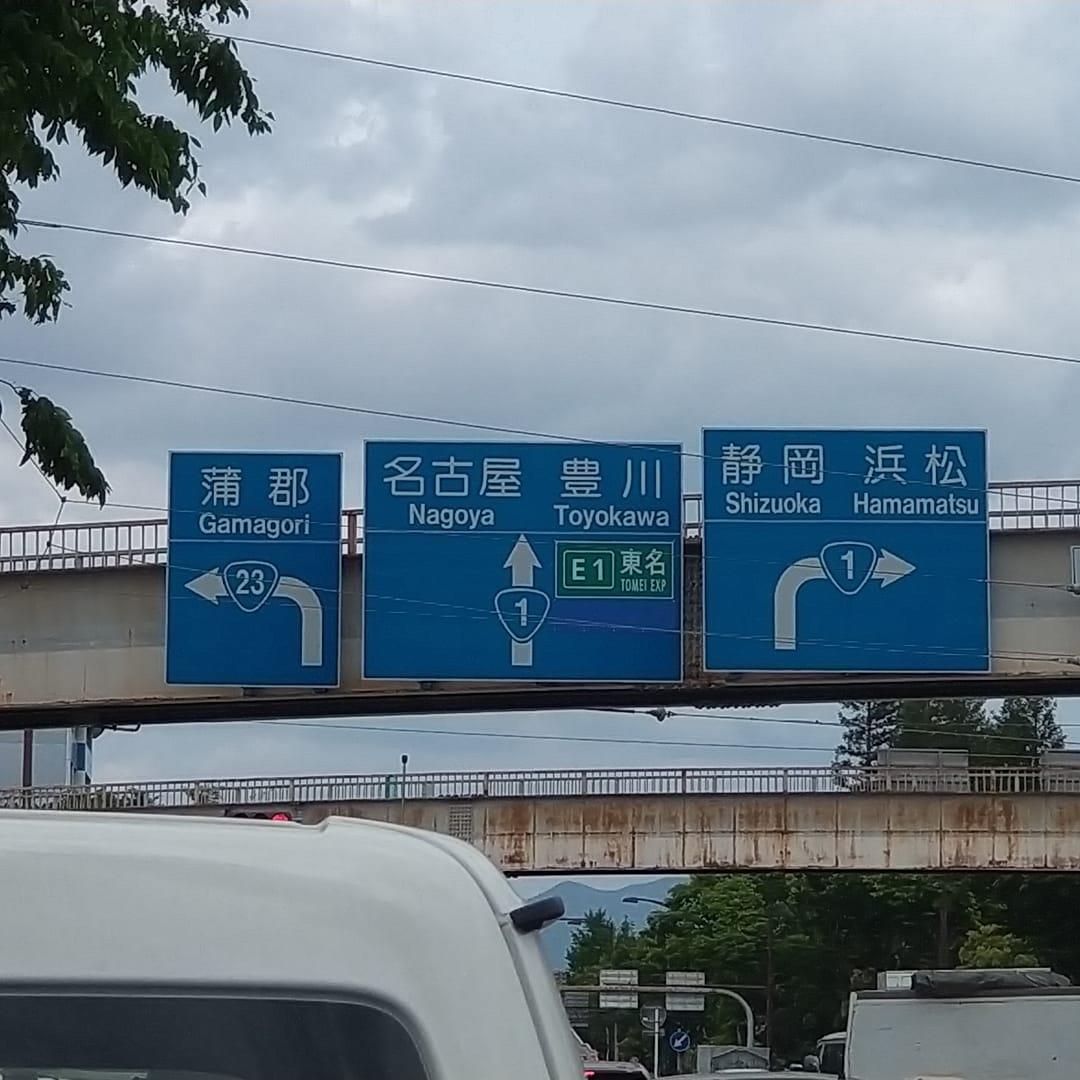 蒲郡
Gamagori
23
名古屋 豊川
Nagoya Toyokawa
E1 東名
TOMEI EXP
1
静岡 浜松
Shizuoka Hamamatsu
1